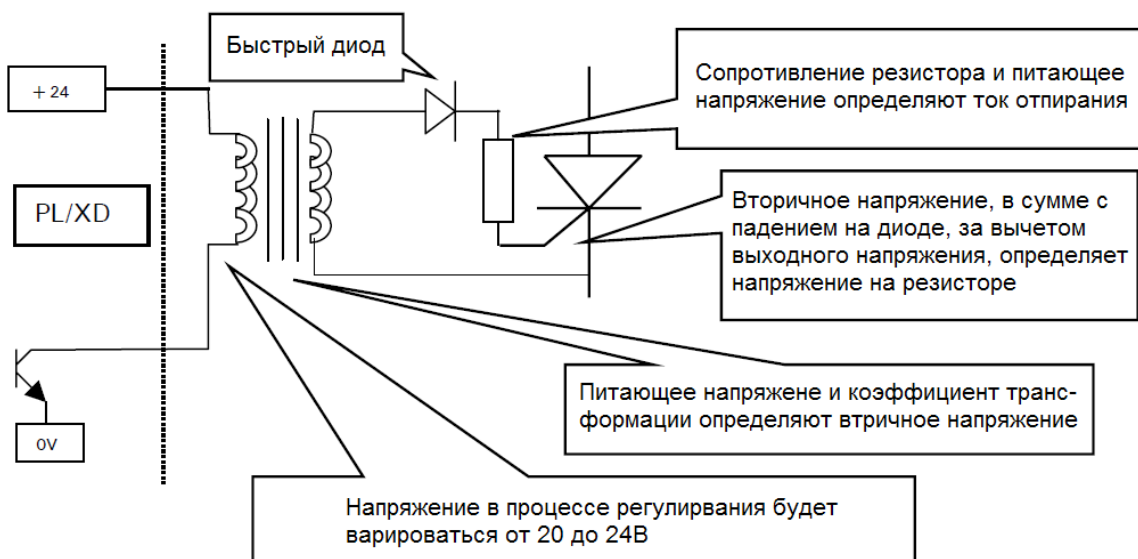 Быстрый диод
+ 24
Сопротивление резистора и питающее
напряжение определяют ток отпирания
PL/XD
Вторичное напряжение, в сумме с
падением на диоде, за вычетом
выходного напряжения, определяет
напряжение на резисторе
Питающее напряжене и коэффициент транс-
формации определяют втричное напряжение
0V
Напряжение в процессе регулирвания будет
варироваться от 20 до 24В